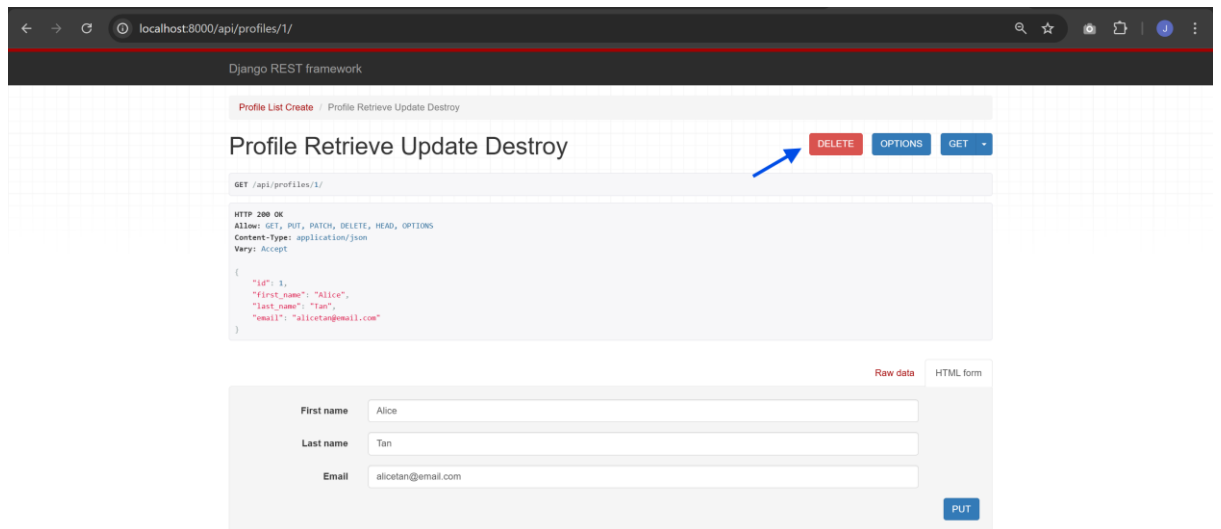 localhost:8000/api/profiles/1/
J
Django REST framework
Profile List Create / Profile Retrieve Update Destroy
Profile Retrieve Update Destroy
DELETE OPTIONS GET
GET /api/profiles/1/
HTTP 200 OK
Allow: GET, PUT, PATCH, DELETE, HEAD, OPTIONS
Content-Type: application/json
Vary: Accept
{
"id": 1,
"first_name": "Alice",
"last_name": "Tan",
"email": "alicetan@email.com"
}
Raw data HTML form
First name Alice
Last name Tan
Email alicetan@email.com
PUT